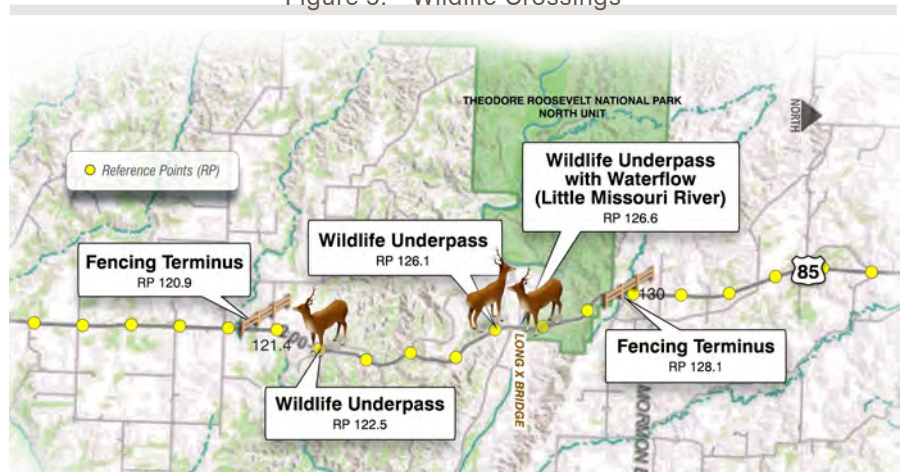 Figure 5. Wildlife Crossings
THEODORE ROOSEVELT NATIONAL PARK
NORTH UNIT
NORTH
Reference Points (RP)
Wildlife Underpass
with Waterflow
(Little Missouri River)
RP 126.6
Wildlife Underpass
RP 126.1
Fencing Terminus
RP 120.9
85
130
121.4
200
LONG X BRIDGE
Fencing Terminus
RP 128.1
Wildlife Underpass
RP 122.5